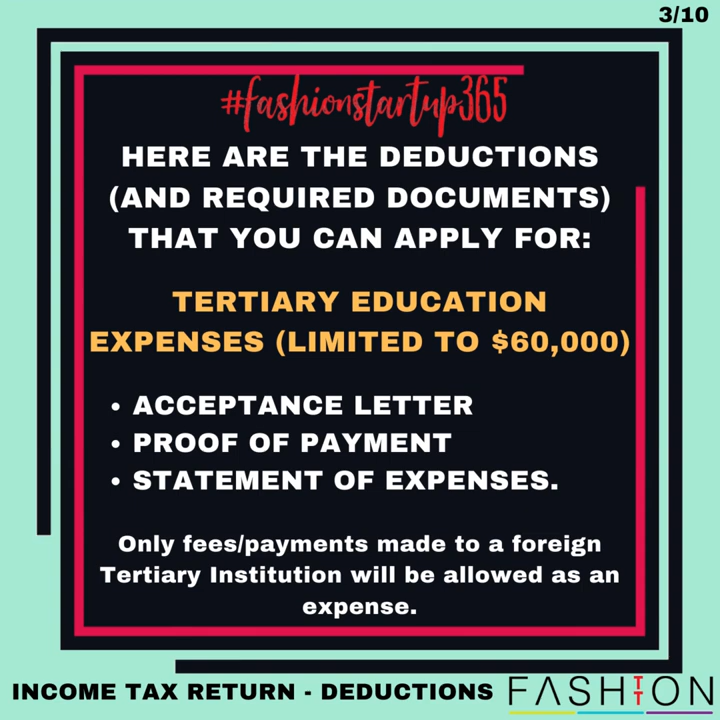 3/10
#fashionstartup365
HERE ARE THE DEDUCTIONS
(AND REQUIRED DOCUMENTS)
THAT YOU CAN APPLY FOR:
TERTIARY EDUCATION
EXPENSES (LIMITED TO $60,000)
• ACCEPTANCE LETTER
• PROOF OF PAYMENT
• STATEMENT OF EXPENSES.
Only fees/payments made to a foreign
Tertiary Institution will be allowed as an
expense.
INCOME TAX RETURN - DEDUCTIONS
FASHION TT